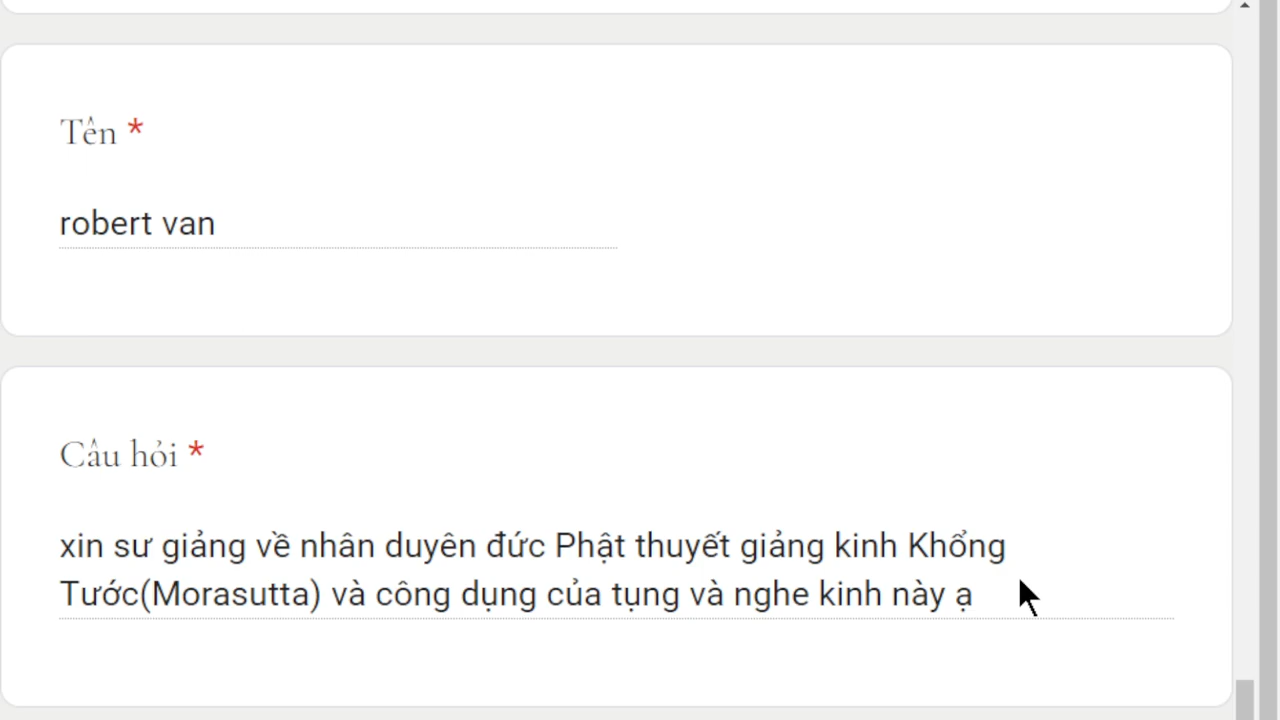 Tên *
robert van
Câu hỏi *
xin sư giảng về nhân duyên đức Phật thuyết giảng kinh Khổng
Tước(Morasutta) và công dụng của tụng và nghe kinh này ạ